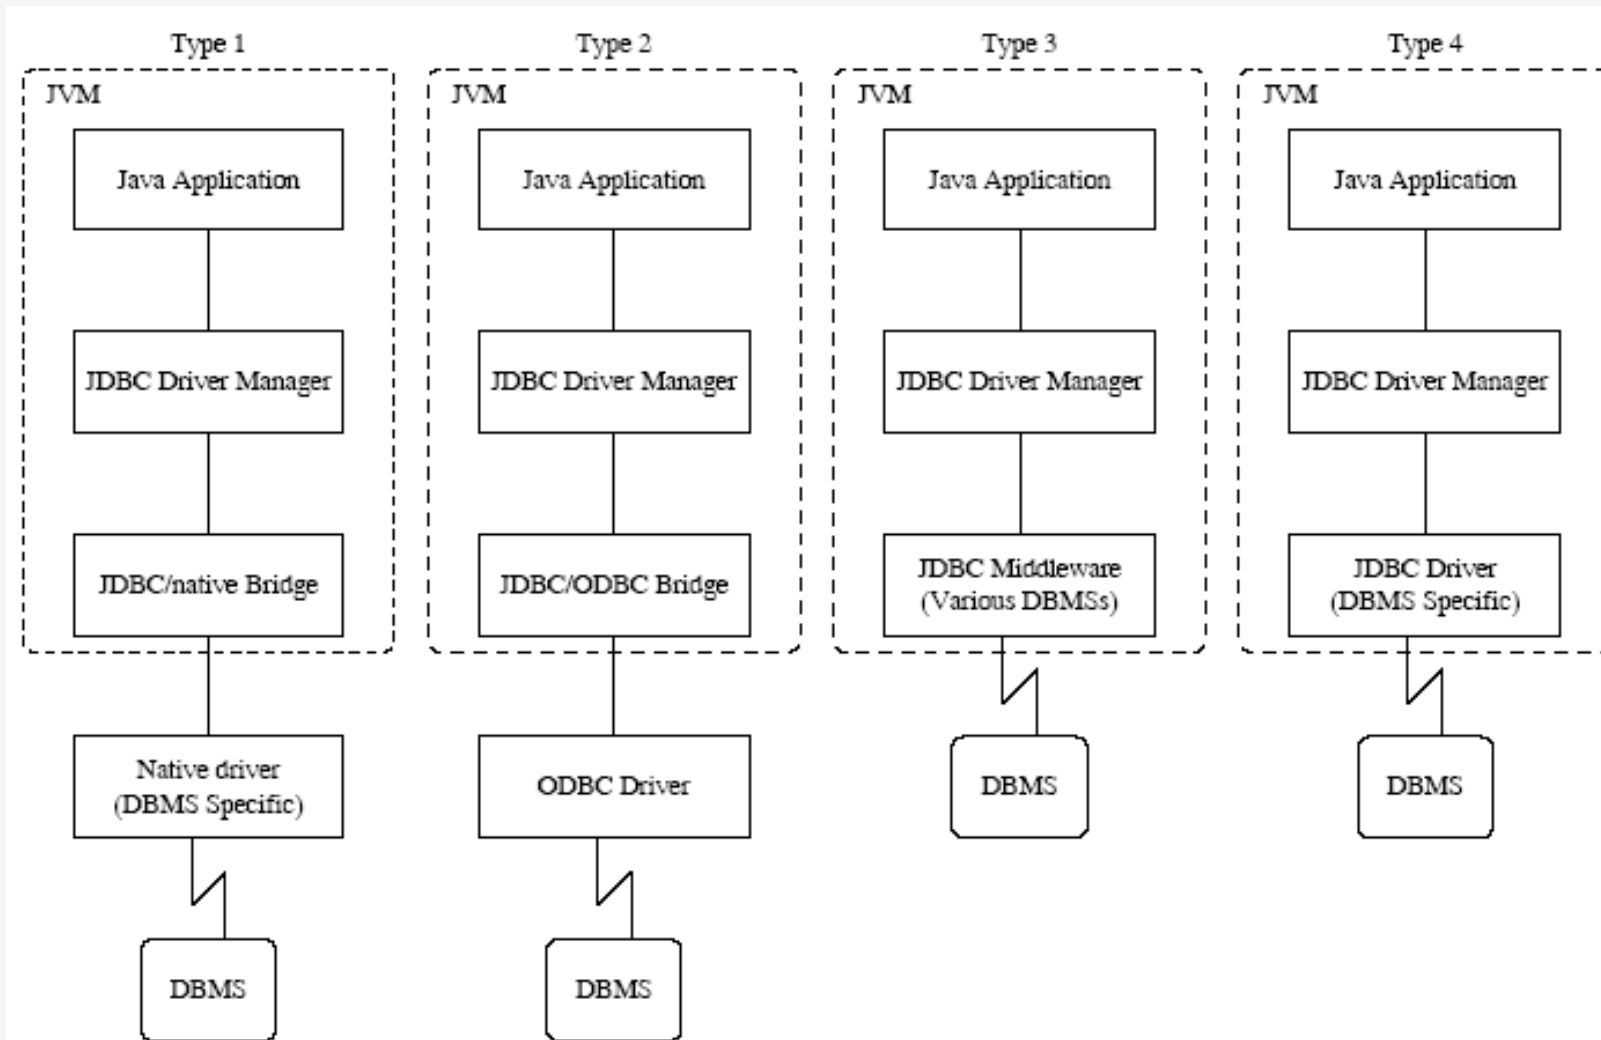 Type 1
Type 2
Type 3
Type 4
JVM
JVM
JVM
JVM
Java Application
Java Application
Java Application
Java Application
JDBC Driver Manager
JDBC Driver Manager
JDBC Driver Manager
JDBC Driver Manager
JDBC/native Bridge
JDBC/ODBC Bridge
JDBC Middleware
(Various DBMSs)
JDBC Driver
(DBMS Specific)
Native driver
(DBMS Specific)
ODBC Driver
DBMS
DBMS
DBMS
DBMS